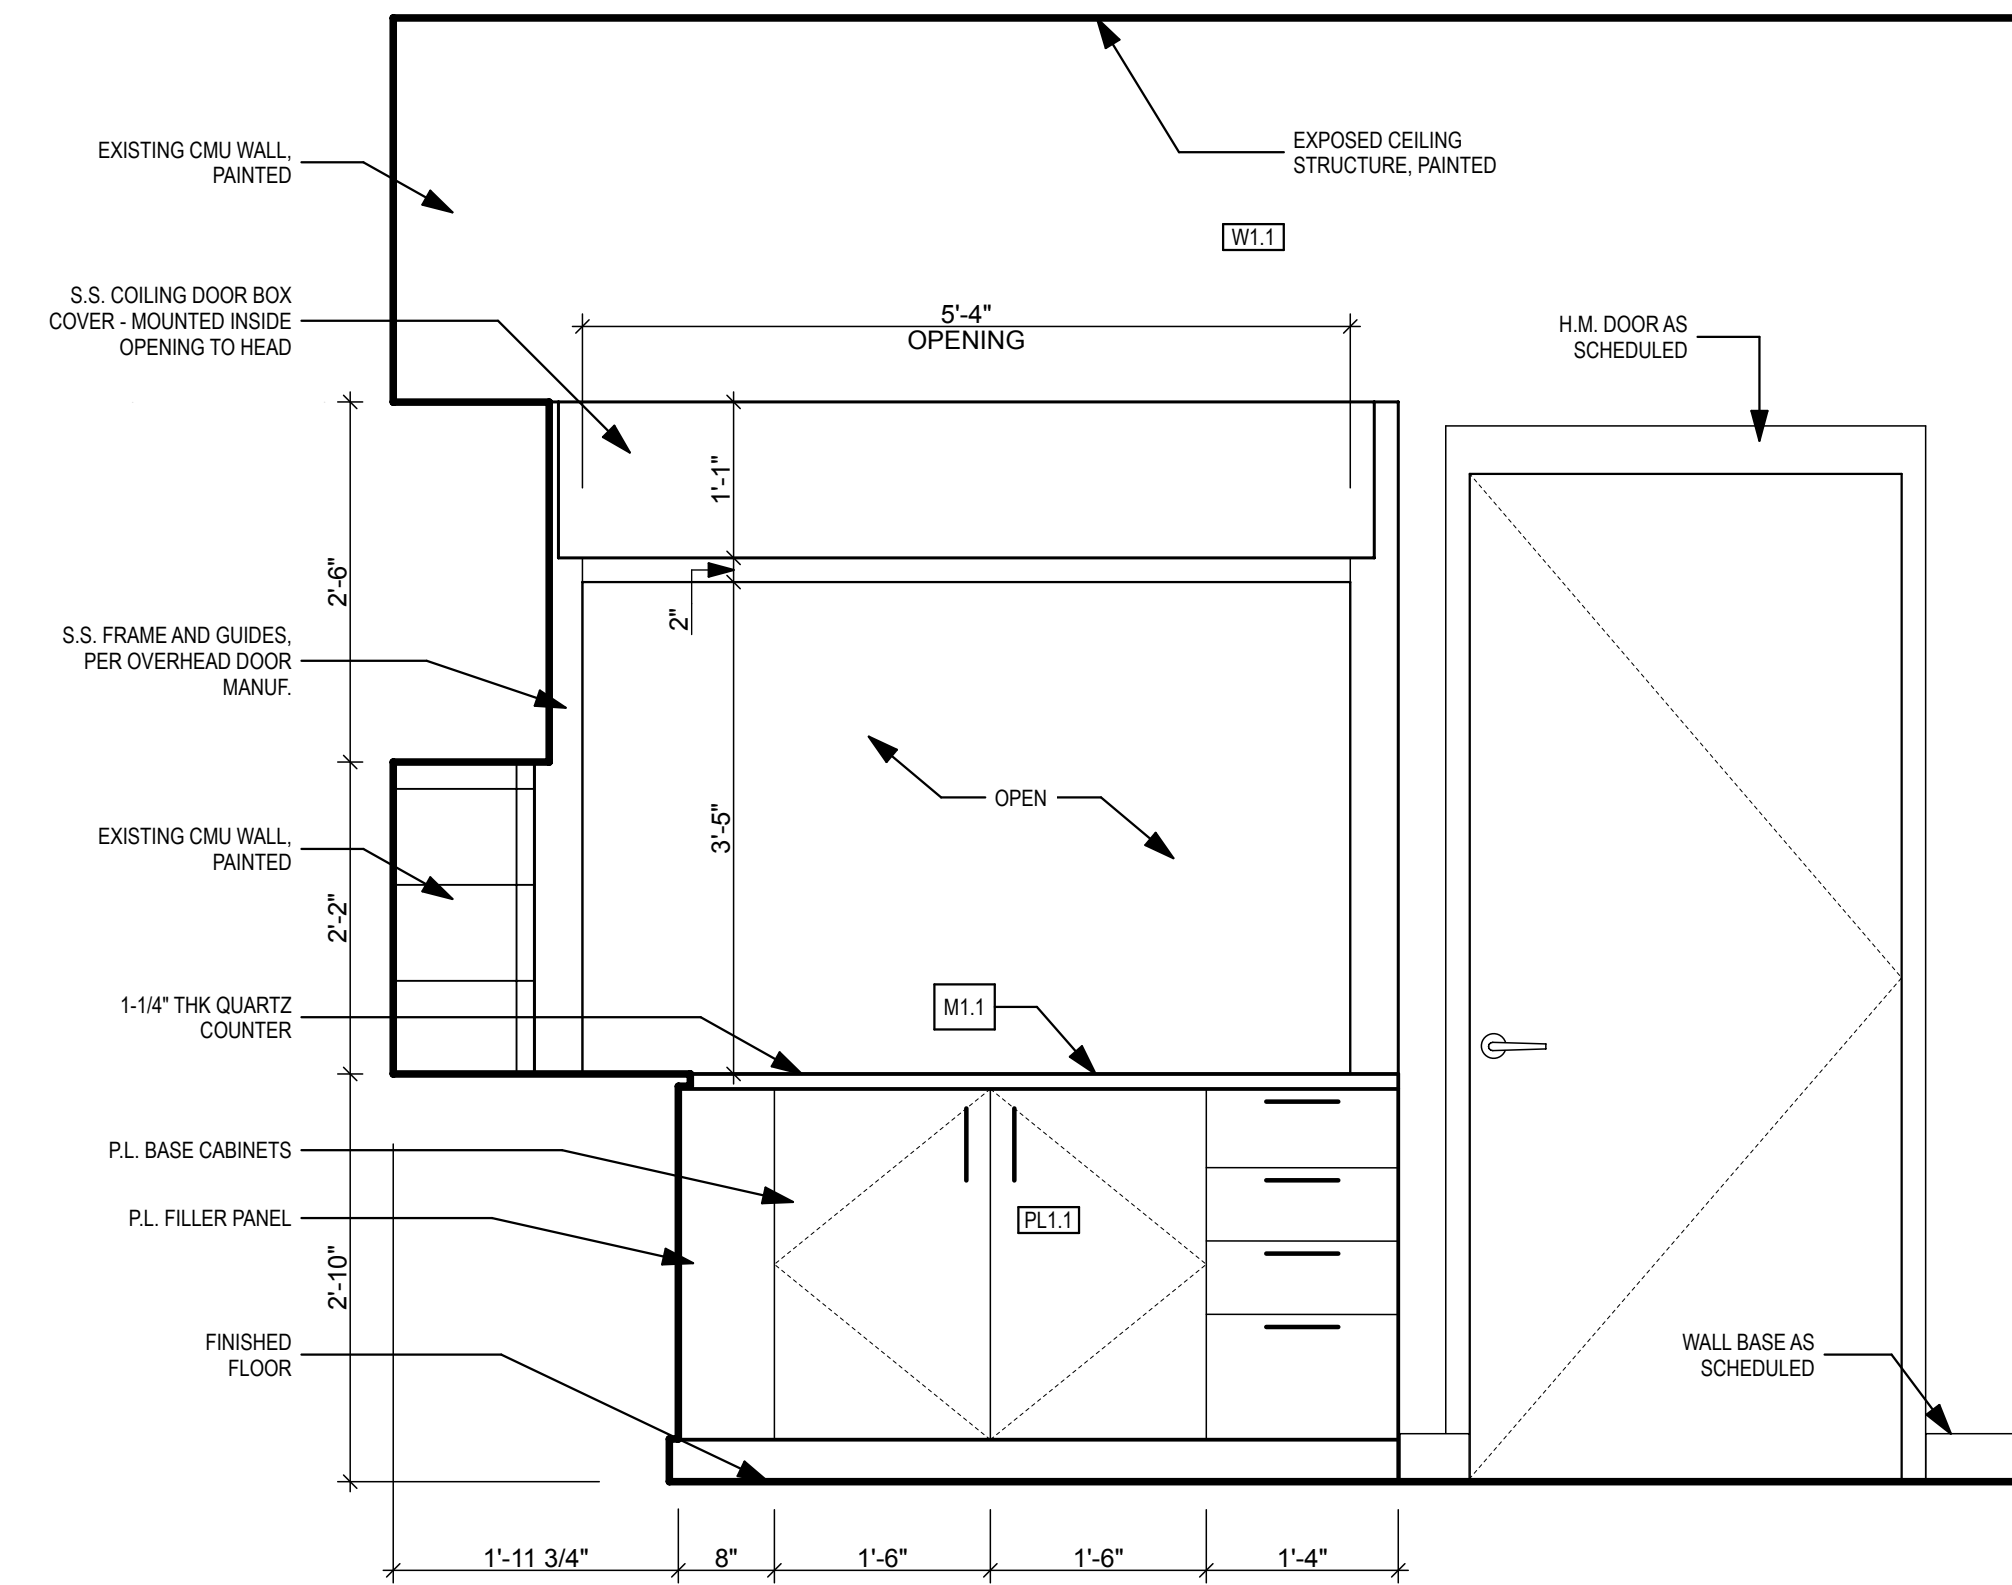 EXISTING CMU WALL,
PAINTED
EXPOSED CEILING
STRUCTURE, PAINTED
W1.1
S.S. COILING DOOR BOX
COVER - MOUNTED INSIDE
OPENING TO HEAD
5'-4"
OPENING
H.M. DOOR AS
SCHEDULED
1'-1"
2'-6"
2"
S.S. FRAME AND GUIDES,
PER OVERHEAD DOOR
MANUF.
OPEN
3'-5"
EXISTING CMU WALL,
PAINTED
2'-2"
1-1/4" THK QUARTZ
COUNTER
M1.1
P.L. BASE CABINETS
P.L. FILLER PANEL
PL1.1
2'-10"
FINISHED
FLOOR
WALL BASE AS
SCHEDULED
1'-11 3/4"
8"
1'-6"
1'-6"
1'-4"